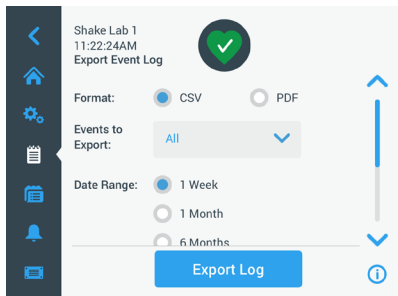 Shake Lab 1
11:22:24AM
Export Event Log
Format:
CSV
PDF
Events to
Export:
All
Date Range:
1 Week
1 Month
6 Months
Export Log